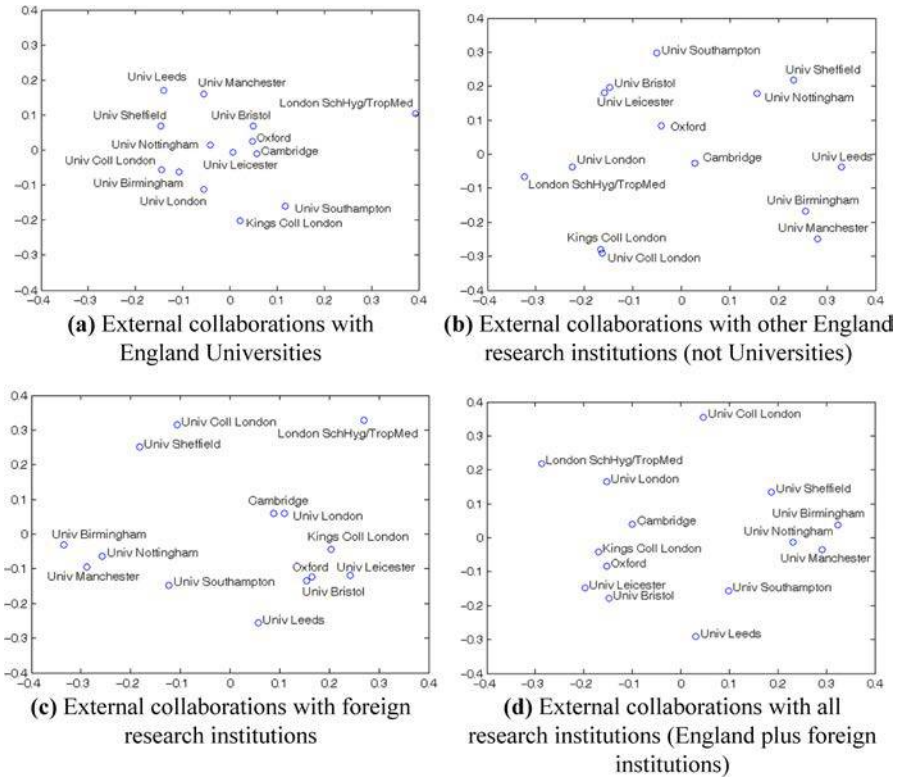 0.4
0.3
0.2
0.1
0
−0.1
−0.2
−0.3
−0.4
Univ Leeds
Univ Manchester
London SchHyg/TropMed
Univ Sheffield
Univ Bristol
Oxford
Univ Nottingham
Cambridge
Univ Coll London
Univ Leicester
Univ Birmingham
Univ London
Univ Southampton
Kings Coll London
−0.4 −0.3 −0.2 −0.1 0 0.1 0.2 0.3 0.4
(a) External collaborations with
England Universities
0.4
0.3
0.2
0.1
0
−0.1
−0.2
−0.3
−0.4
Univ Southampton
Univ Sheffield
Univ Bristol
Univ Nottingham
Univ Leicester
Oxford
Univ London
Cambridge
Univ Leeds
London SchHyg/TropMed
Univ Birmingham
Univ Manchester
Kings Coll London
Univ Coll London
−0.4 −0.3 −0.2 −0.1 0 0.1 0.2 0.3 0.4
(b) External collaborations with other England
research institutions (not Universities)
0.4
0.3
0.2
0.1
0
−0.1
−0.2
−0.3
−0.4
Univ Coll London
London SchHyg/TropMed
Univ Sheffield
Cambridge
Univ London
Univ Birmingham
Kings Coll London
Univ Nottingham
Oxford
Univ Leicester
Univ Manchester
Univ Southampton
Univ Bristol
Univ Leeds
−0.4 −0.3 −0.2 −0.1 0 0.1 0.2 0.3 0.4
(c) External collaborations with foreign
research institutions
0.4
0.3
0.2
0.1
0
−0.1
−0.2
−0.3
−0.4
Univ Coll London
London SchHyg/TropMed
Univ London
Univ Sheffield
Univ Birmingham
Cambridge
Univ Nottingham
Kings Coll London
Univ Manchester
Oxford
Univ Leicester
Univ Southampton
Univ Bristol
Univ Leeds
−0.4 −0.3 −0.2 −0.1 0 0.1 0.2 0.3 0.4
(d) External collaborations with all
research institutions (England plus foreign
institutions)